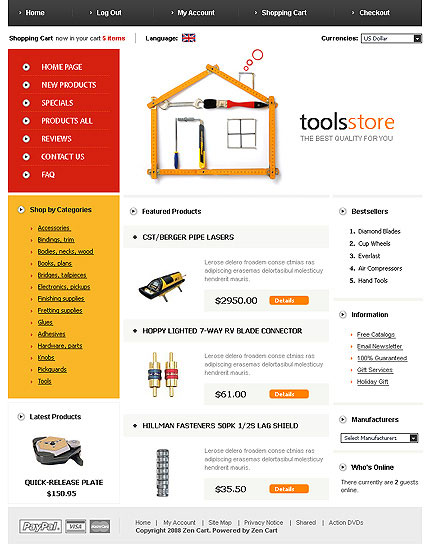 Home
Log Out
My Account
Shopping Cart
Checkout
Shopping Cart now in your cart 5 items
Language:
Currencies: US Dollar
HOME PAGE
NEW PRODUCTS
SPECIALS
PRODUCTS ALL
REVIEWS
CONTACT US
FAQ
toolsstore
THE BEST QUALITY FOR YOU
Shop by Categories
Accessories
Bindings, trim
Bodies, necks, wood
Books, plans
Bridges, tailpieces
Electronics, pickups
Finishing supplies
Fretting supplies
Glues
Adhesives
Hardware, parts
Knobs
Pickguards
Tools
Latest Products
QUICK-RELEASE PLATE
$150.95
Featured Products
CST/BERGER PIPE LASERS
Lerose delero froadem conse ctnias ras
adipiscing erasemas delortasibul molesticuy
hendrerit mauris.
$2950.00
Details
HOPPY LIGHTED 7-WAY RV BLADE CONNECTOR
Lerose delero froadem conse ctnias ras
adipiscing erasemas delortasibul molesticuy
hendrerit mauris.
$61.00
Details
HILLMAN FASTENERS 50PK 1/2S LAG SHIELD
Lerose delero froadem conse ctnias ras
adipiscing erasemas delortasibul molesticuy
hendrerit mauris.
$35.50
Details
Bestsellers
1. Diamond Blades
2. Cup Wheels
3. Everlast
4. Air Compressors
5. Hand Tools
Information
Free Catalogs
Email Newsletter
100% Guaranteed
Gift Services
Holiday Gift
Manufacturers
Select Manufacturers
Who's Online
There currently are 2 guests
online.
PayPal
VISA
Home | My Account | Site Map | Privacy Notice | Shared | Action DVDs
Copyright 2008 Zen Cart. Powered by Zen Cart